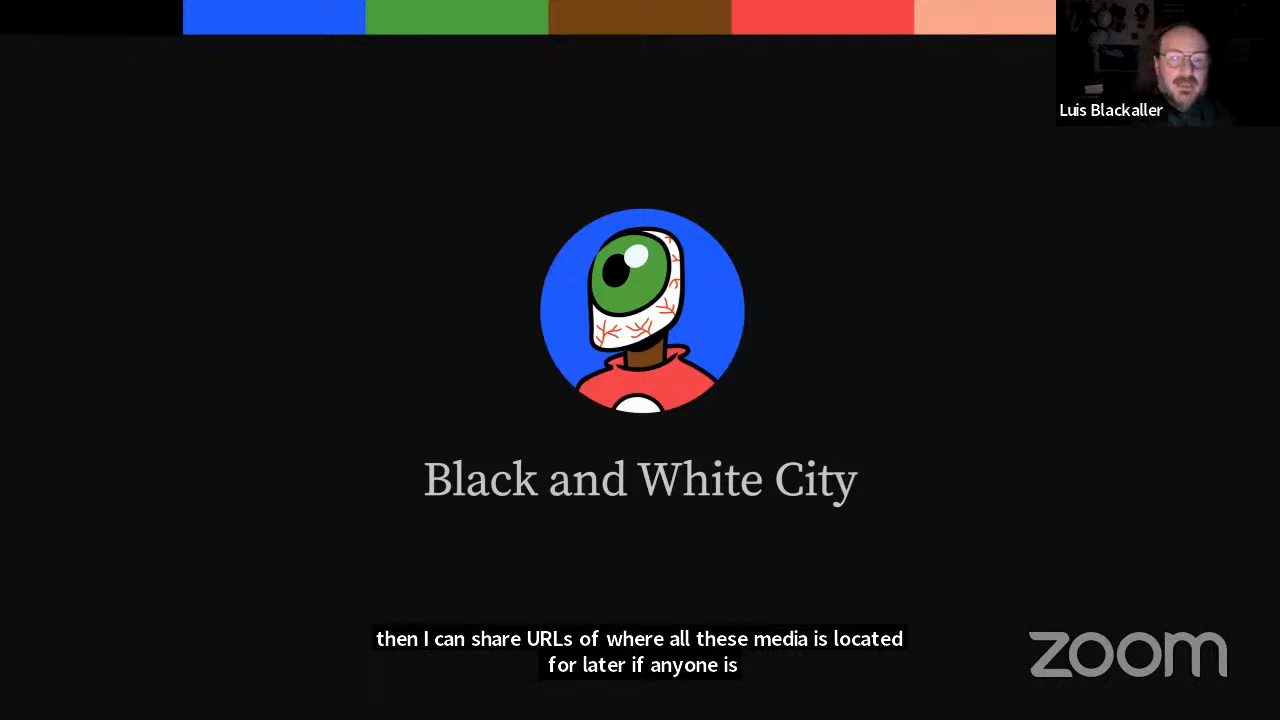 Luis Blackaller
Black and White City
then I can share URLs of where all these media is located
for later if anyone is
zoom